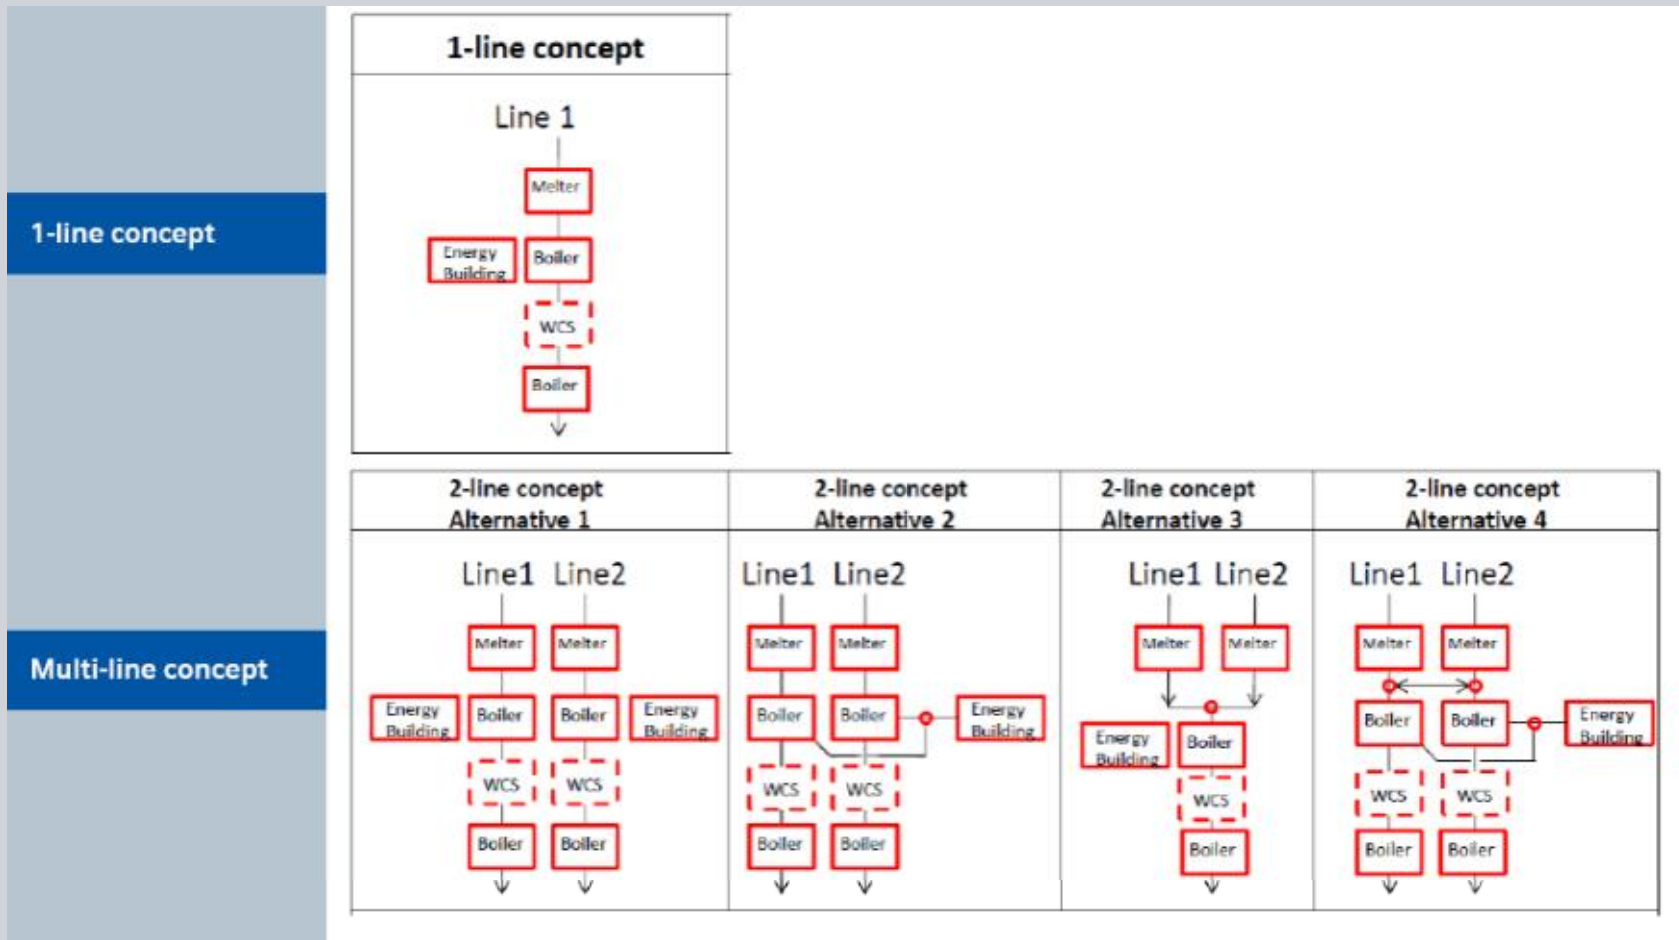 1-line concept
1-line concept
Line 1
Melter
Energy Building
Boiler
WCS
Boiler
Multi-line concept
2-line concept
Alternative 1
Line1 Line2
Melter Melter
Energy Building
Boiler Boiler
Energy Building
WCS WCS
Boiler Boiler
2-line concept
Alternative 2
Line1 Line2
Melter Melter
Boiler Boiler
Energy Building
WCS WCS
Boiler Boiler
2-line concept
Alternative 3
Line1 Line2
Melter Melter
Energy Building
Boiler
WCS
Boiler
2-line concept
Alternative 4
Line1 Line2
Melter Melter
Boiler Boiler
Energy Building
WCS WCS
Boiler Boiler